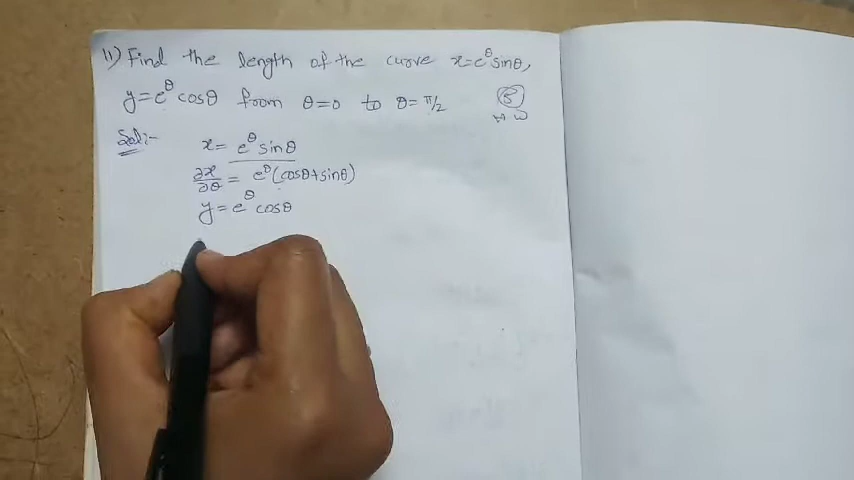 11) Find the length of the curve x=e^θ sinθ,
y=e^θ cosθ from θ=0 to θ=π/2
H W
Sol:-
x= e^θ sinθ
∂x/∂θ = e^θ(cosθ+sinθ)
y=e^θ cosθ